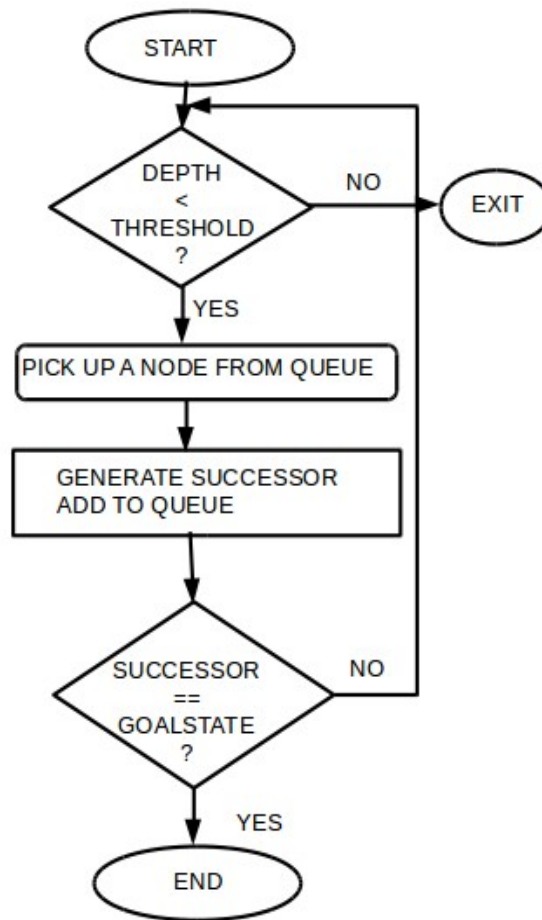 START
DEPTH
<
THRESHOLD
?
NO
EXIT
YES
PICK UP A NODE FROM QUEUE
GENERATE SUCCESSOR
ADD TO QUEUE
SUCCESSOR
==
GOALSTATE
?
NO
YES
END